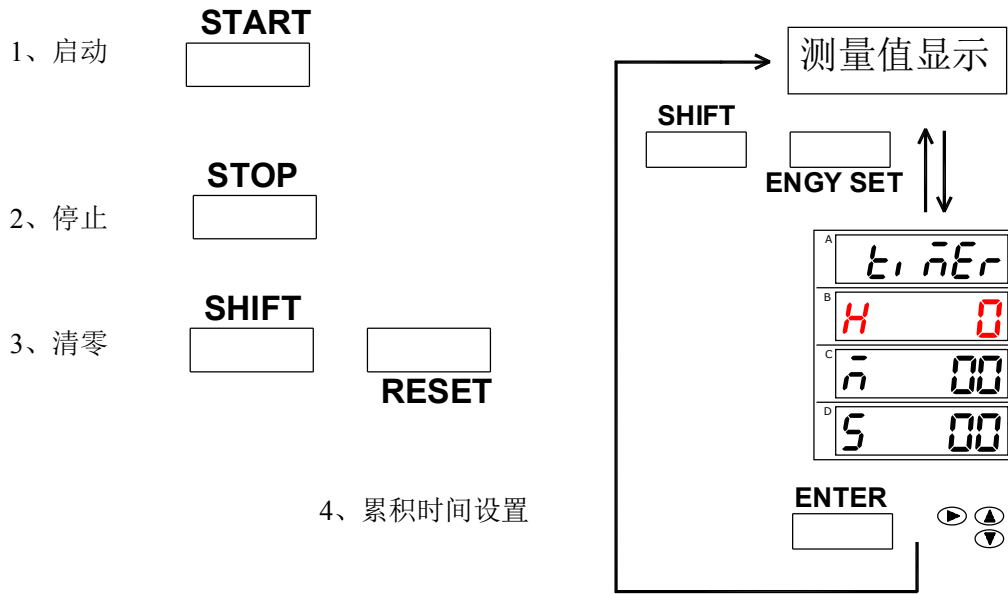 START
1、启动
STOP
2、停止
SHIFT
3、清零
RESET
4、累积时间设置
测量值显示
SHIFT
ENGY SET
A tiñEr
B H 0
C ñ 00
D S 00
ENTER